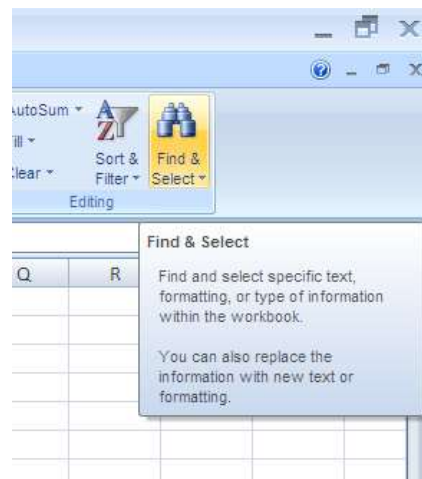 Sort &
Filter
Find &
Select
Editing
Find & Select
Q
R
Find and select specific text,
formatting, or type of information
within the workbook.
You can also replace the
information with new text or
formatting.